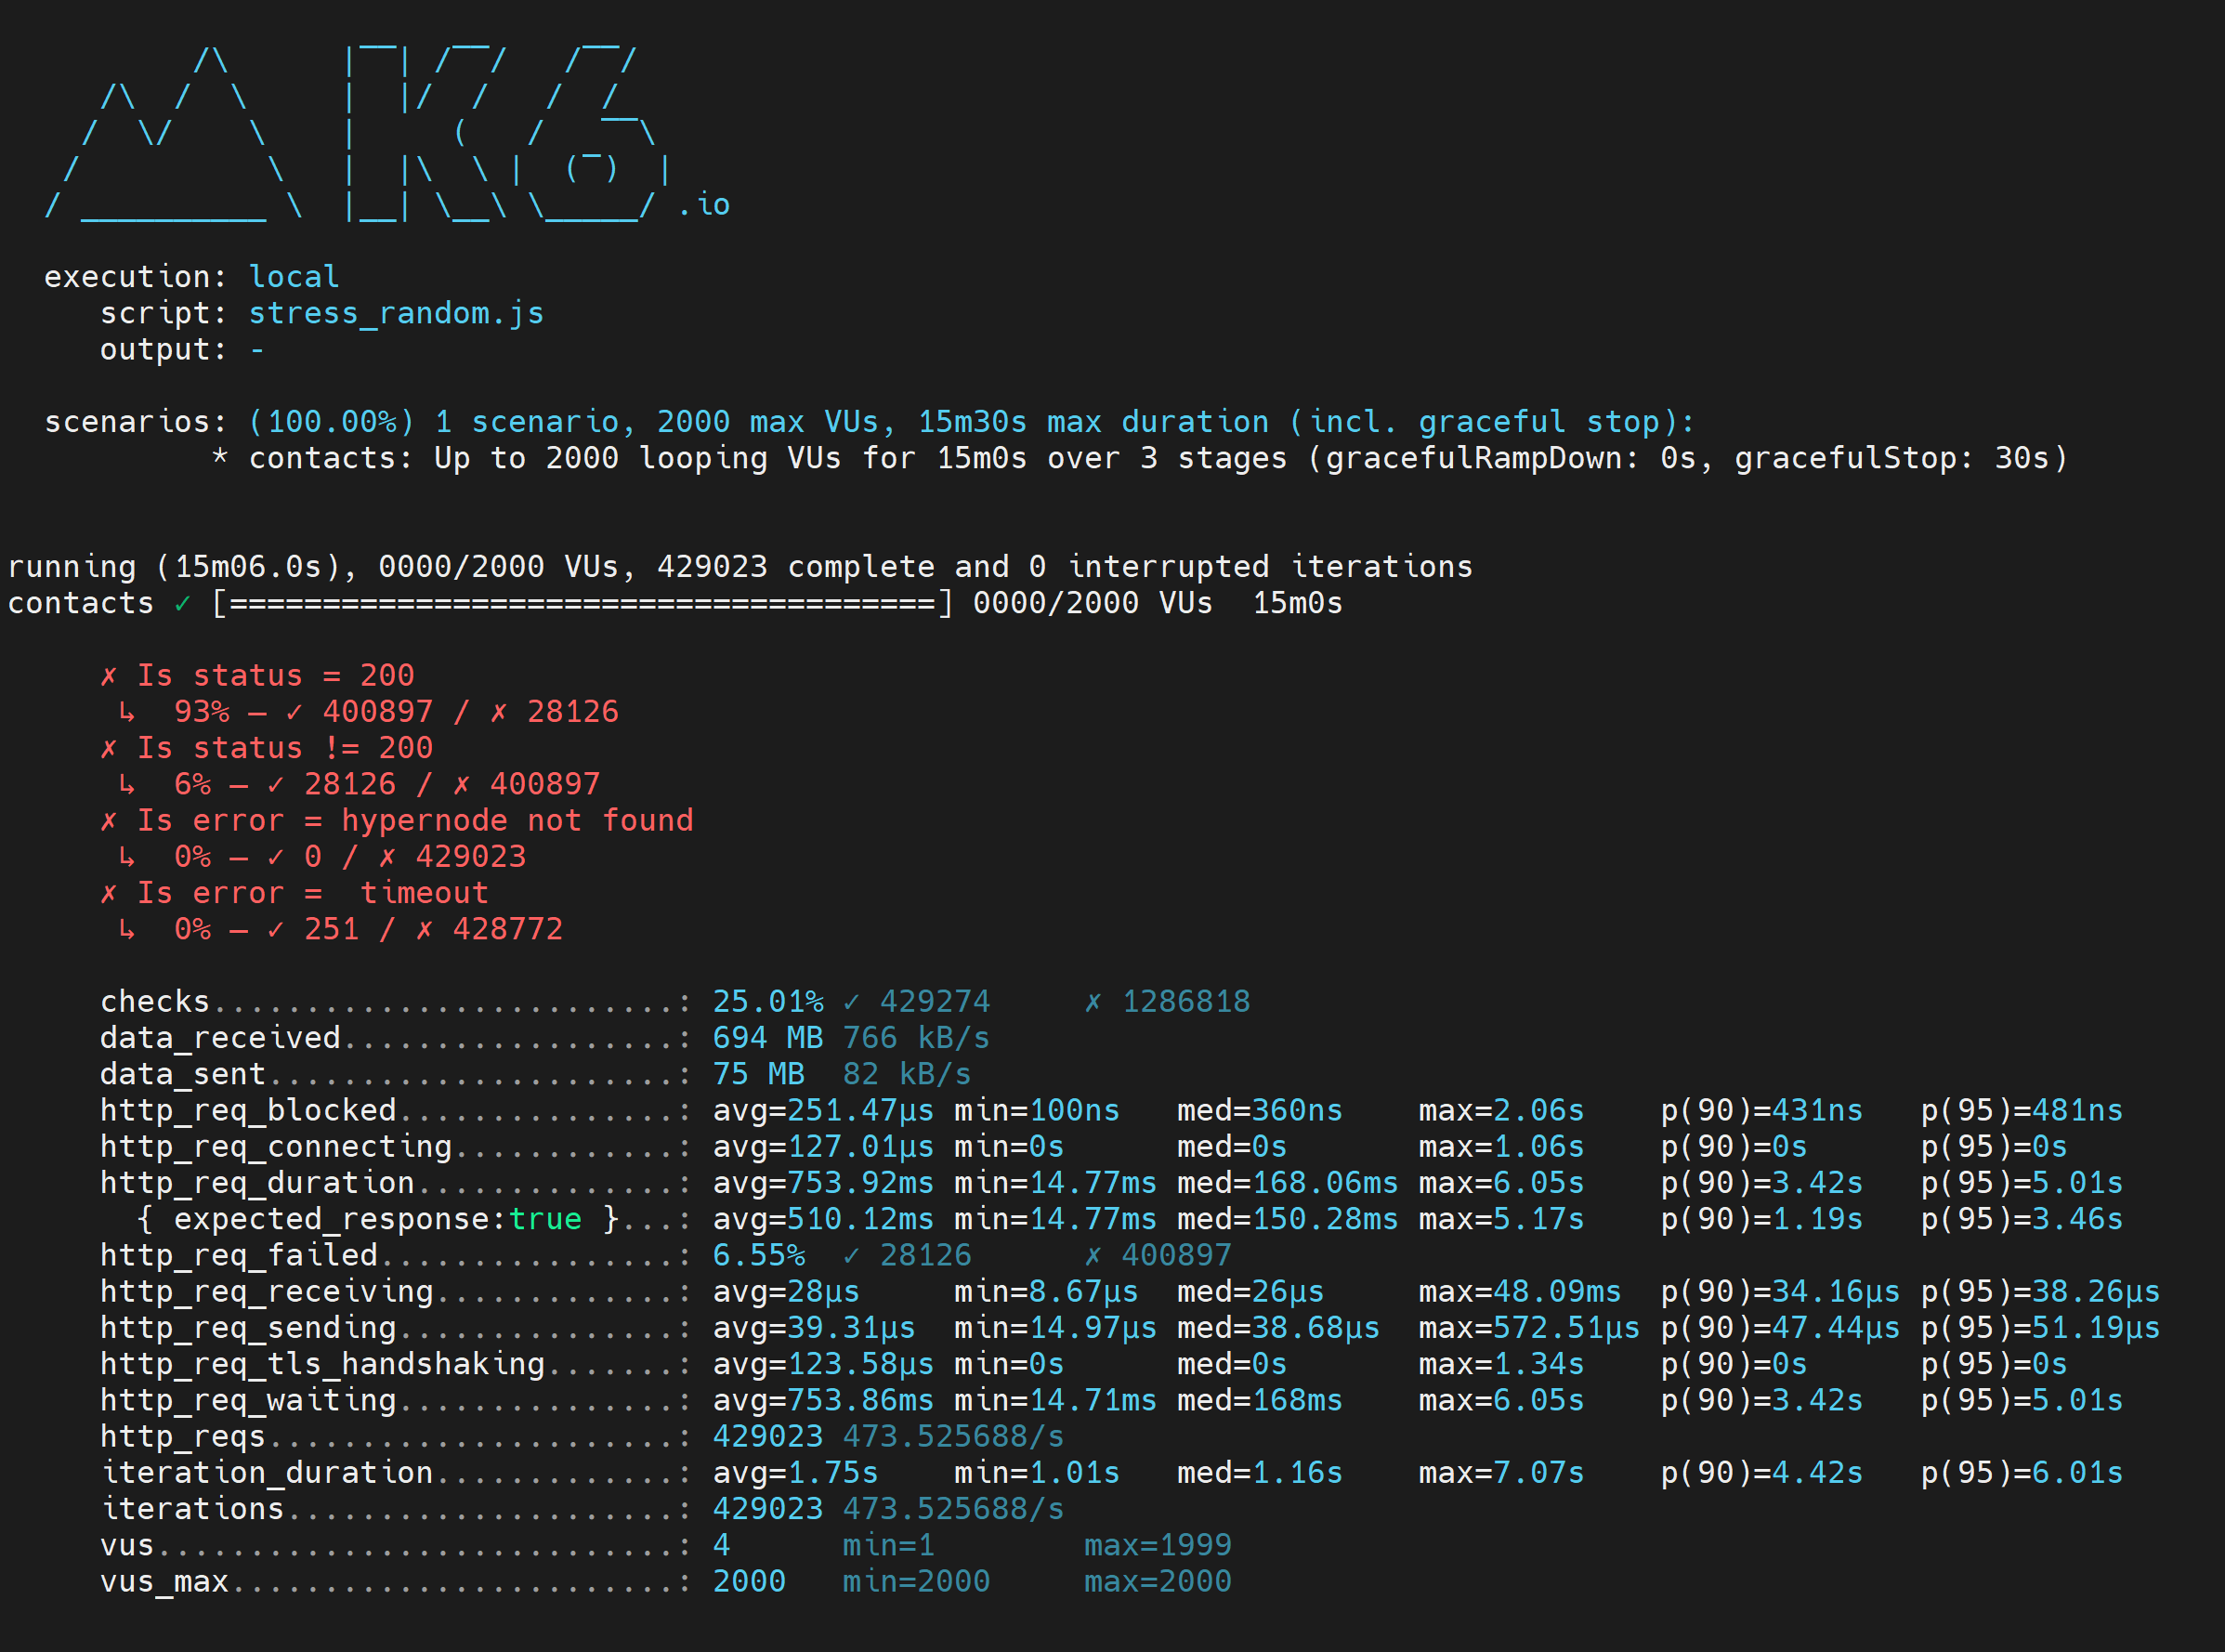 /\      |‾‾| /‾‾/   /‾‾/
     /\  /  \     |  |/  /   /  /
    /  \/    \    |     (   /   ‾‾\
   /          \   |  |\  \ |  (‾)  |
  / __________ \  |__| \__\ \_____/ .io

  execution: local
     script: stress_random.js
     output: -

  scenarios: (100.00%) 1 scenario, 2000 max VUs, 15m30s max duration (incl. graceful stop):
           * contacts: Up to 2000 looping VUs for 15m0s over 3 stages (gracefulRampDown: 0s, gracefulStop: 30s)

running (15m06.0s), 0000/2000 VUs, 429023 complete and 0 interrupted iterations
contacts ✓ [======================================] 0000/2000 VUs  15m0s

     ✗ Is status = 200
      ↳  93% — ✓ 400897 / ✗ 28126
     ✗ Is status != 200
      ↳  6% — ✓ 28126 / ✗ 400897
     ✗ Is error = hypernode not found
      ↳  0% — ✓ 0 / ✗ 429023
     ✗ Is error =  timeout
      ↳  0% — ✓ 251 / ✗ 428772

     checks.........................: 25.01% ✓ 429274     ✗ 1286818
     data_received..................: 694 MB 766 kB/s
     data_sent......................: 75 MB  82 kB/s
     http_req_blocked...............: avg=251.47µs min=100ns   med=360ns    max=2.06s    p(90)=431ns   p(95)=481ns
     http_req_connecting............: avg=127.01µs min=0s      med=0s       max=1.06s    p(90)=0s      p(95)=0s
     http_req_duration..............: avg=753.92ms min=14.77ms med=168.06ms max=6.05s    p(90)=3.42s   p(95)=5.01s
       { expected_response:true }...: avg=510.12ms min=14.77ms med=150.28ms max=5.17s    p(90)=1.19s   p(95)=3.46s
     http_req_failed................: 6.55%  ✓ 28126      ✗ 400897
     http_req_receiving.............: avg=28µs     min=8.67µs  med=26µs     max=48.09ms  p(90)=34.16µs p(95)=38.26µs
     http_req_sending...............: avg=39.31µs  min=14.97µs med=38.68µs  max=572.51µs p(90)=47.44µs p(95)=51.19µs
     http_req_tls_handshaking.......: avg=123.58µs min=0s      med=0s       max=1.34s    p(90)=0s      p(95)=0s
     http_req_waiting...............: avg=753.86ms min=14.71ms med=168ms    max=6.05s    p(90)=3.42s   p(95)=5.01s
     http_reqs......................: 429023 473.525688/s
     iteration_duration.............: avg=1.75s    min=1.01s   med=1.16s    max=7.07s    p(90)=4.42s   p(95)=6.01s
     iterations.....................: 429023 473.525688/s
     vus............................: 4      min=1        max=1999
     vus_max........................: 2000   min=2000     max=2000